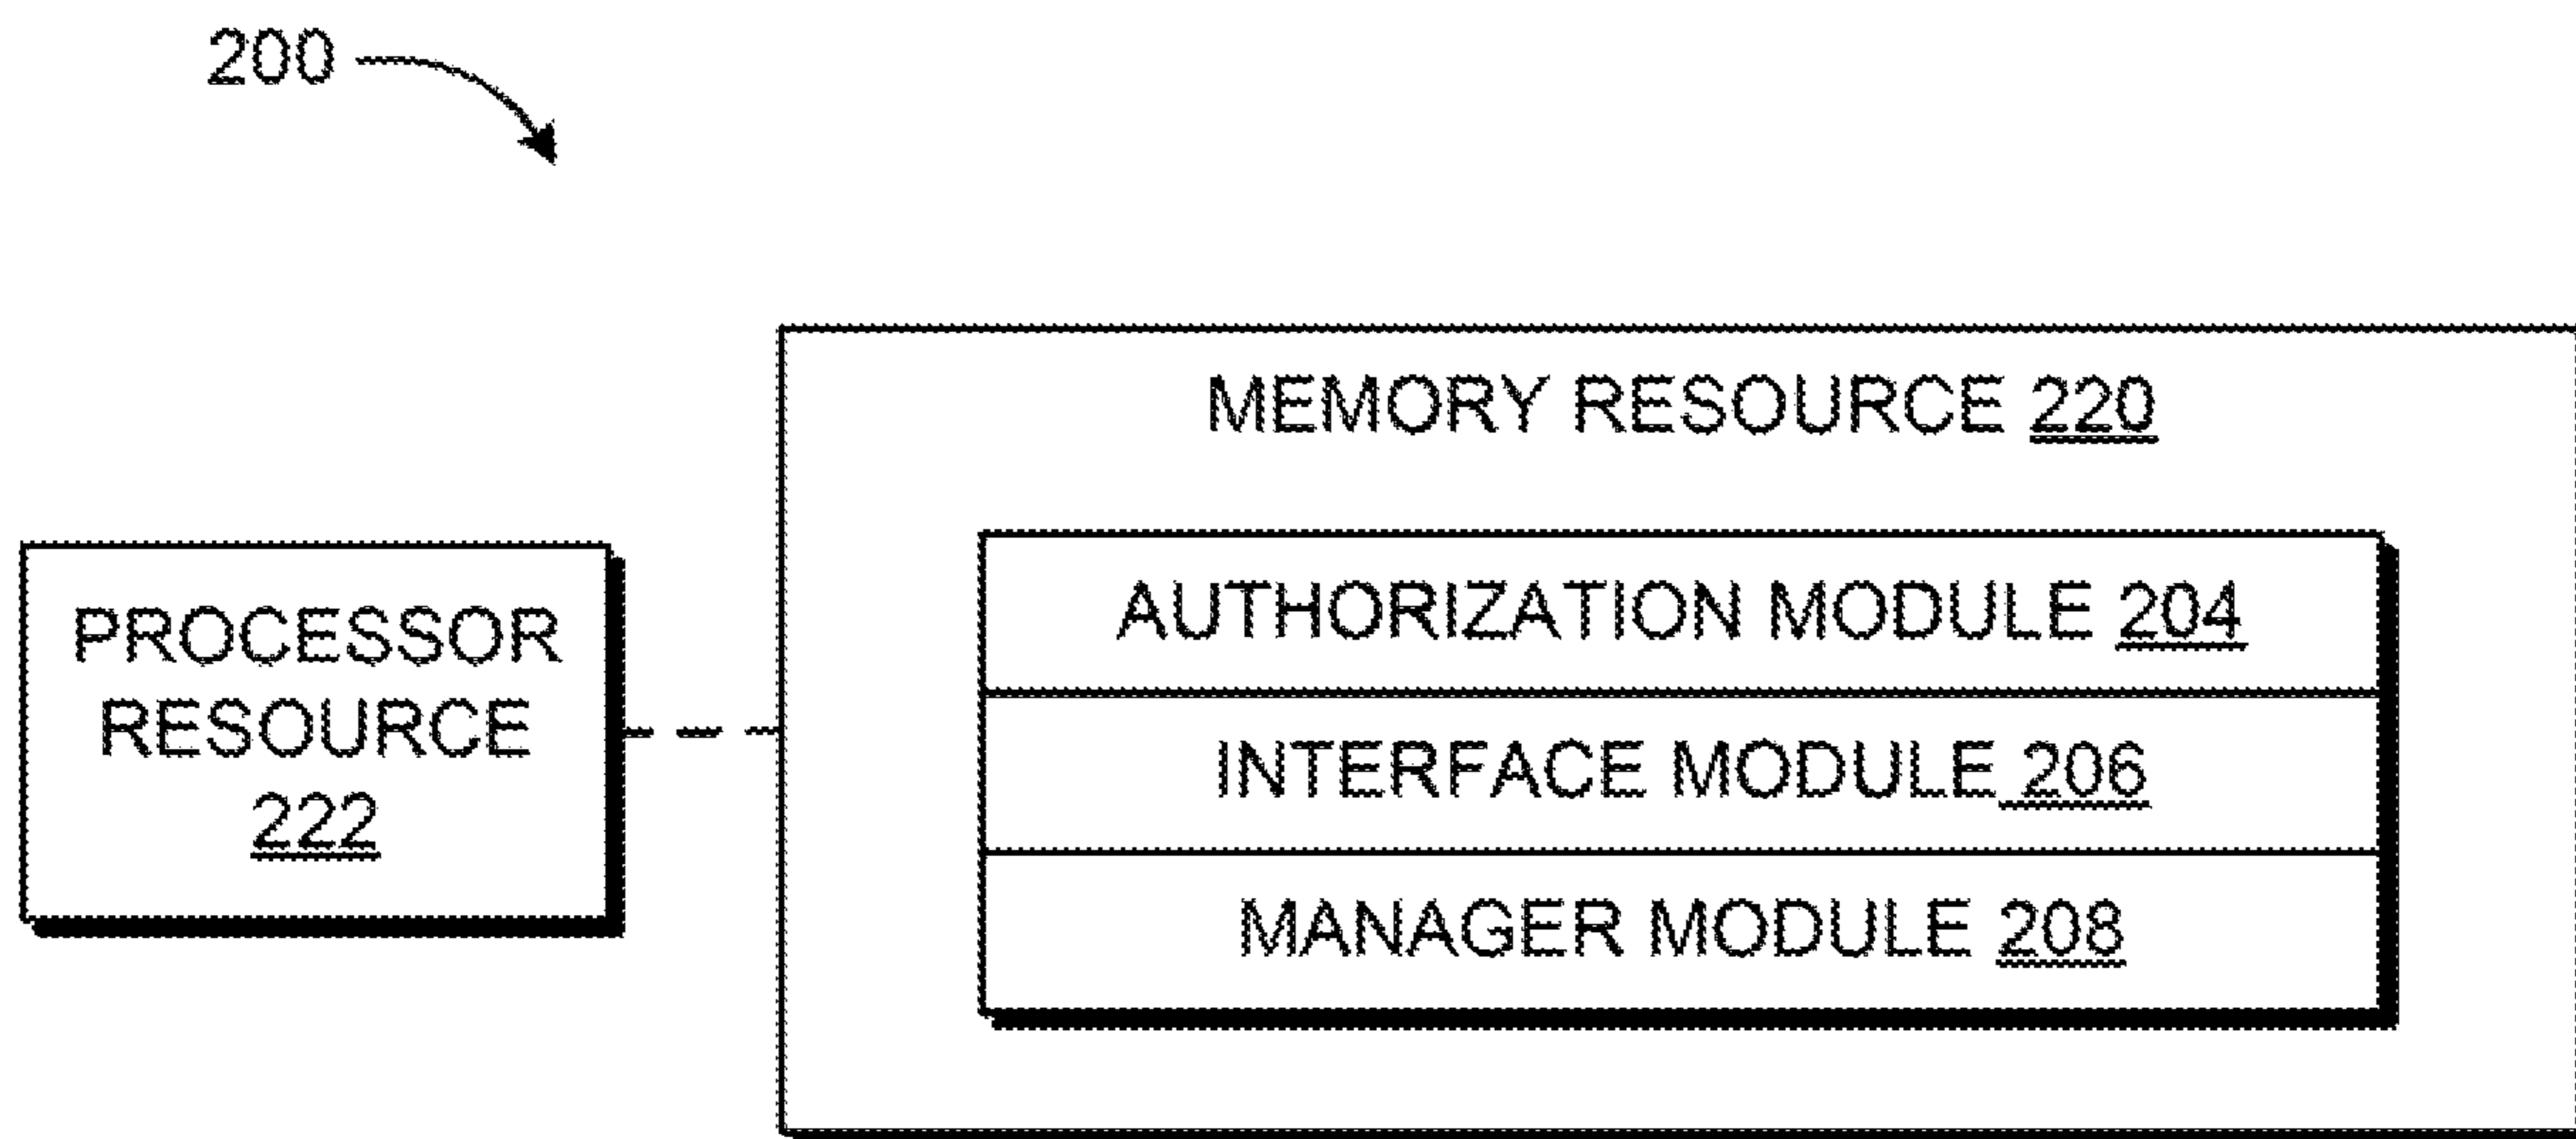 200
MEMORY RESOURCE 220
PROCESSOR
RESOURCE
222
AUTHORIZATION MODULE 204
INTERFACE MODULE 206
MANAGER MODULE 208